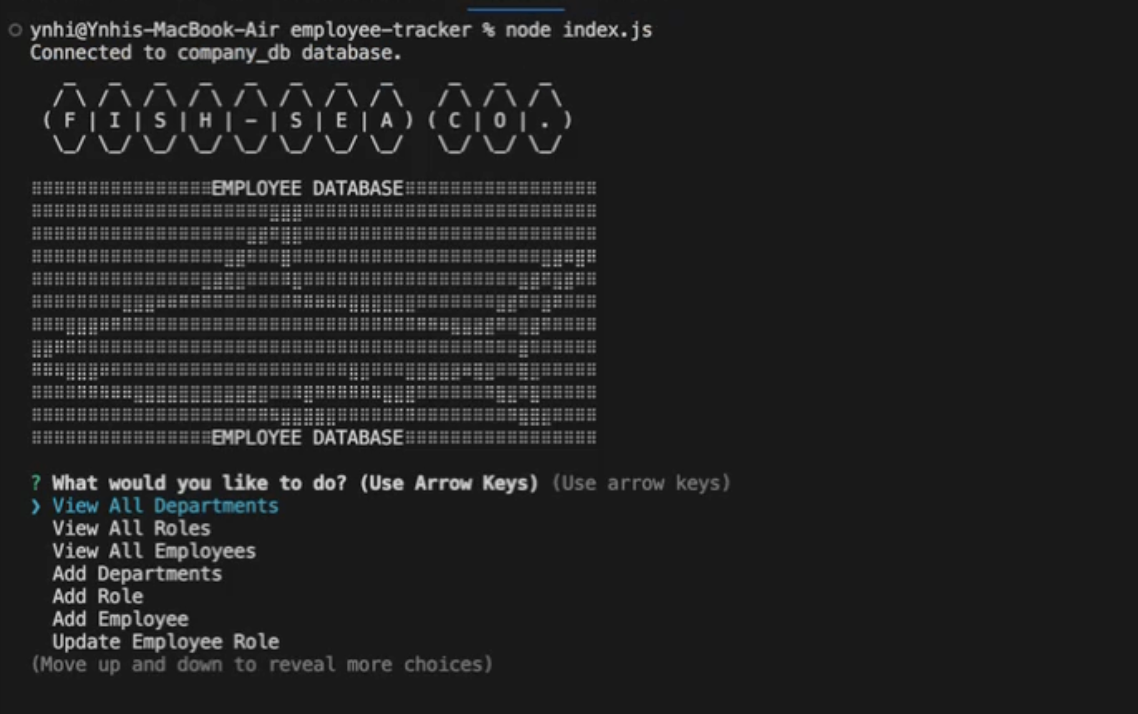 ynhi@Ynhis-MacBook-Air employee-tracker % node index.js
Connected to company_db database.
(F|I|S|H|-|S|E|A) (C|O|.)
EMPLOYEE DATABASE
EMPLOYEE DATABASE
? What would you like to do? (Use Arrow Keys) (Use arrow keys)
❯ View All Departments
View All Roles
View All Employees
Add Departments
Add Role
Add Employee
Update Employee Role
(Move up and down to reveal more choices)